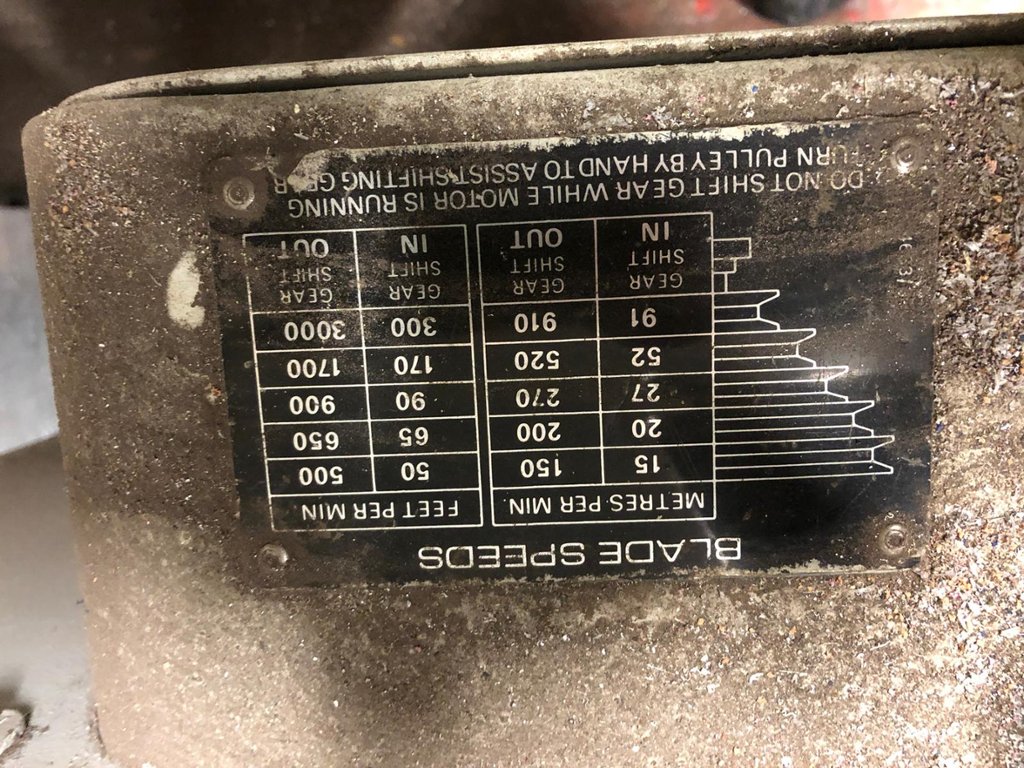 BLADE SPEEDS
METRES PER MIN. FEET PER MIN
15 150 50 500
20 200 65 650
27 270 90 900
52 520 170 1700
91 910 300 3000
GEAR GEAR GEAR GEAR
SHIFT SHIFT SHIFT SHIFT
IN OUT IN OUT
DO NOT SHIFT GEAR WHILE MOTOR IS RUNNING
TURN PULLEY BY HAND TO ASSIST SHIFTING GEAR